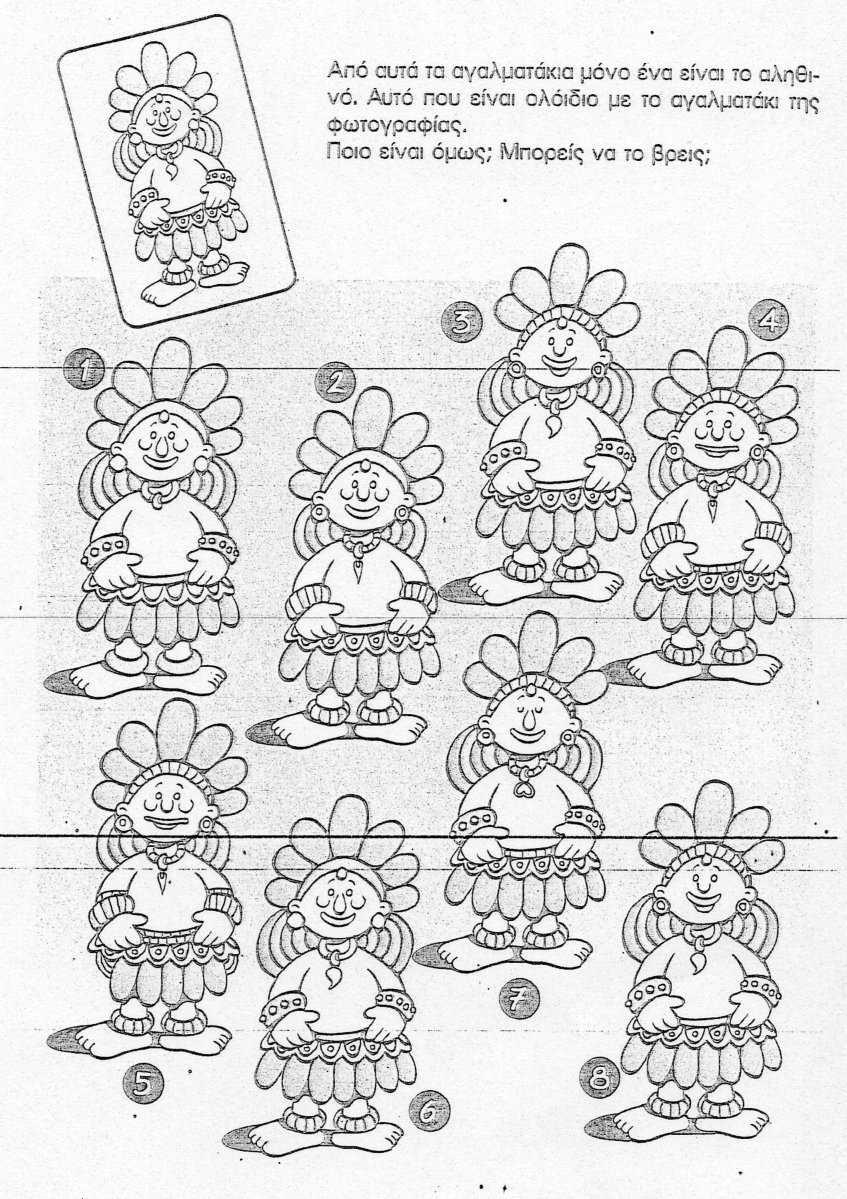 Από αυτά τα αγαλματάκια μόνο ένα είναι το αληθι-
νό. Αυτό που είναι ολόιδιο με το αγαλματάκι της
φωτογραφίας.
Ποιο είναι όμως; Μπορείς να το βρεις;
3
4
1
2
7
5
8
6